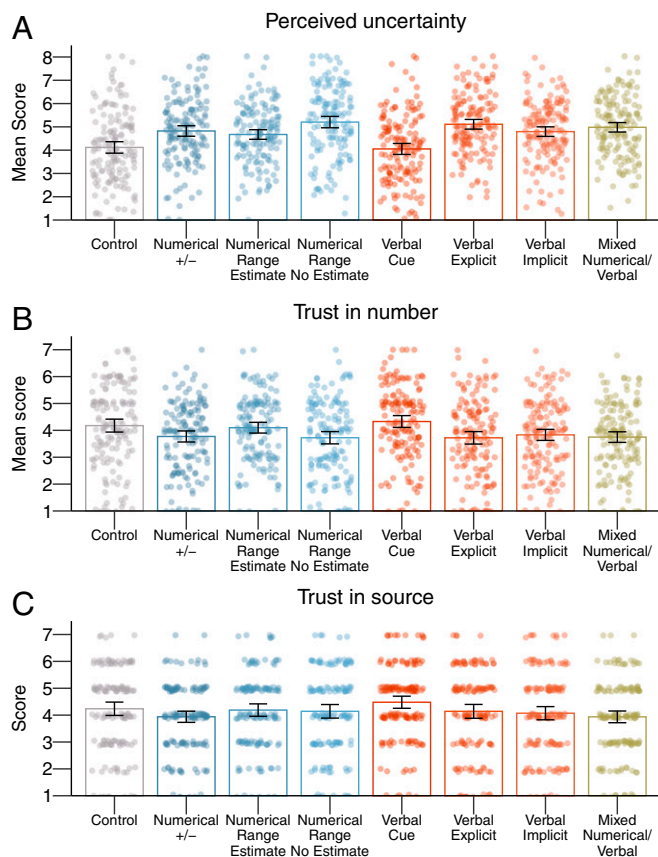 A
Perceived uncertainty
Mean Score
8
7
6
5
4
3
2
1
Control
Numerical
+/−
Numerical
Range
Estimate
Numerical
Range
No Estimate
Verbal
Cue
Verbal
Explicit
Verbal
Implicit
Mixed
Numerical/
Verbal
B
Trust in number
Mean score
7
6
5
4
3
2
1
Control
Numerical
+/−
Numerical
Range
Estimate
Numerical
Range
No Estimate
Verbal
Cue
Verbal
Explicit
Verbal
Implicit
Mixed
Numerical/
Verbal
C
Trust in source
Score
7
6
5
4
3
2
1
Control
Numerical
+/−
Numerical
Range
Estimate
Numerical
Range
No Estimate
Verbal
Cue
Verbal
Explicit
Verbal
Implicit
Mixed
Numerical/
Verbal